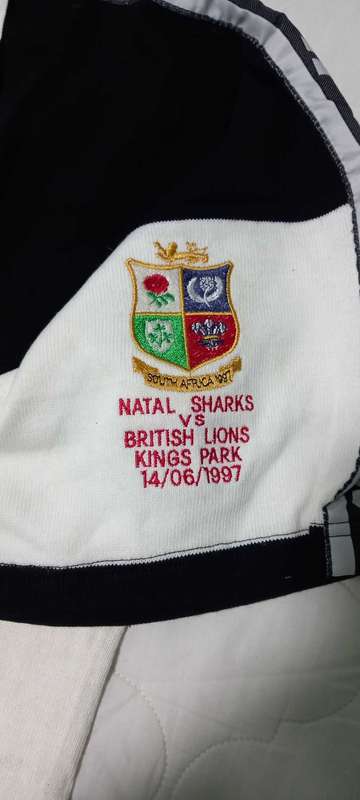 SOUTH AFRICA 1997
NATAL SHARKS
VS
BRITISH LIONS
KINGS PARK
14/06/1997